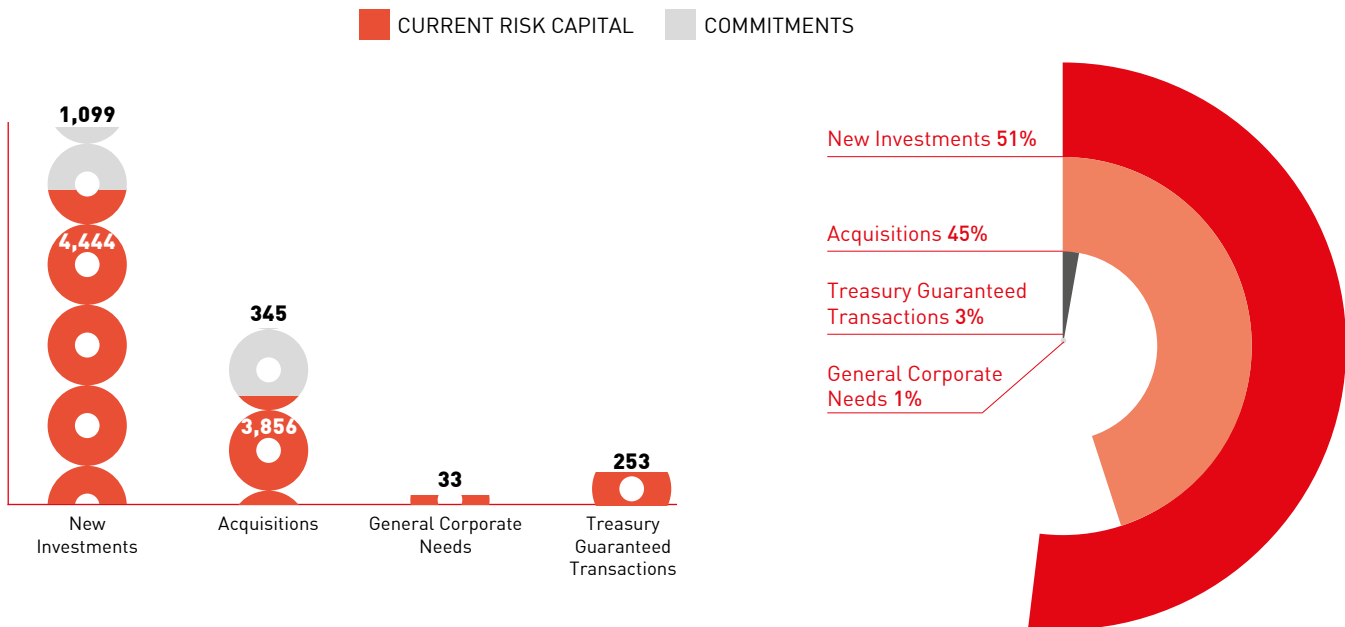 CURRENT RISK CAPITAL
COMMITMENTS
1,099
4,444
345
3,856
33
253
New
Investments
Acquisitions
General Corporate
Needs
Treasury
Guaranteed
Transactions
New Investments 51%
Acquisitions 45%
Treasury Guaranteed
Transactions 3%
General Corporate
Needs 1%